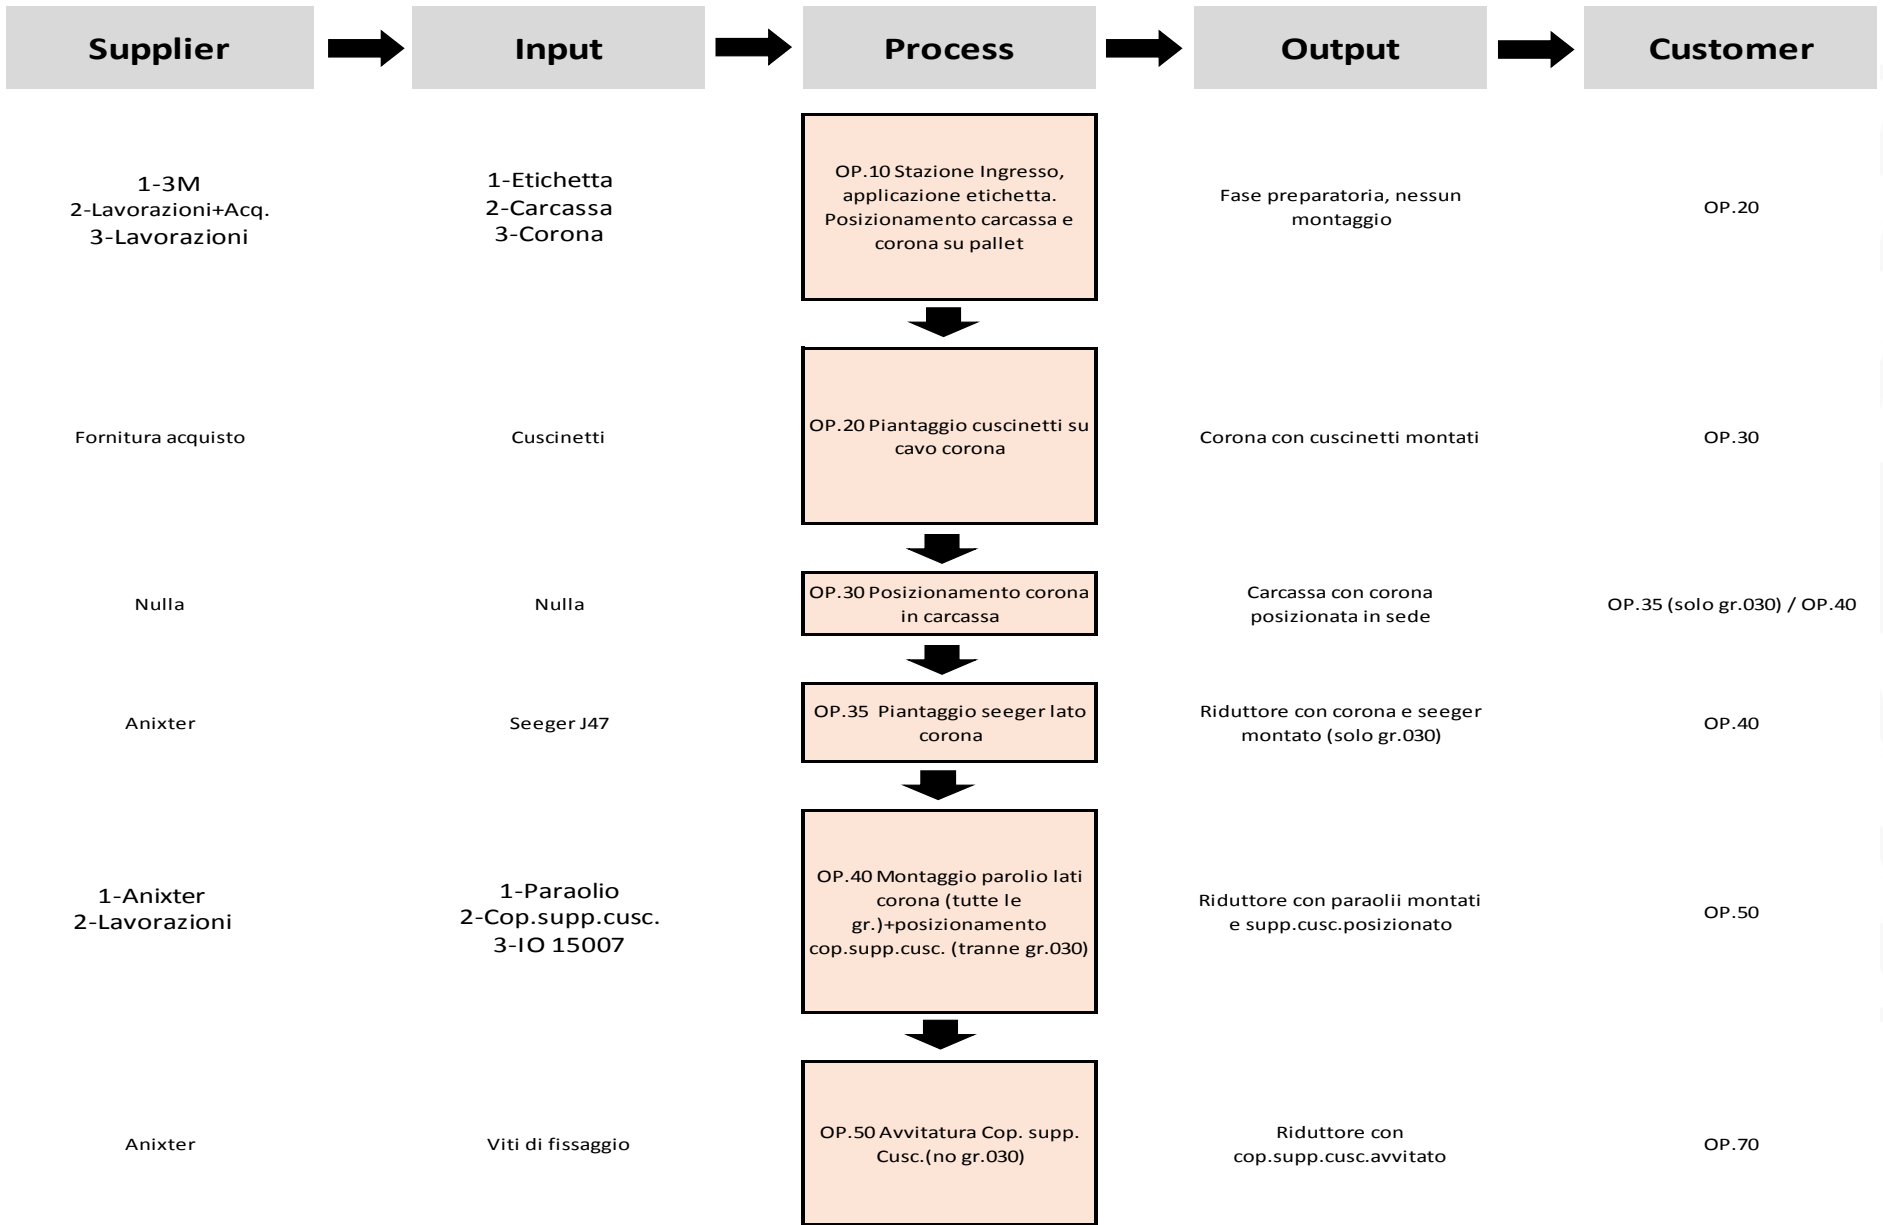 Supplier
Input
Process
Output
Customer
1-3M
2-Lavorazioni+Acq.
3-Lavorazioni
1-Etichetta
2-Carcassa
3-Corona
OP.10 Stazione Ingresso,
applicazione etichetta.
Posizionamento carcassa e
corona su pallet
Fase preparatoria, nessun
montaggio
OP.20
Fornitura acquisto
Cuscinetti
OP.20 Piantaggio cuscinetti su
cavo corona
Corona con cuscinetti montati
OP.30
Nulla
Nulla
OP.30 Posizionamento corona
in carcassa
Carcassa con corona
posizionata in sede
OP.35 (solo gr.030) / OP.40
Anixter
Seeger J47
OP.35 Piantaggio seeger lato
corona
Riduttore con corona e seeger
montato (solo gr.030)
OP.40
1-Anixter
2-Lavorazioni
1-Paraolio
2-Cop.supp.cusc.
3-IO 15007
OP.40 Montaggio parolio lati
corona (tutte le
gr.)+posizionamento
cop.supp.cusc. (tranne gr.030)
Riduttore con paraolii montati
e supp.cusc.posizionato
OP.50
Anixter
Viti di fissaggio
OP.50 Avvitatura Cop. supp.
Cusc.(no gr.030)
Riduttore con
cop.supp.cusc.avvitato
OP.70